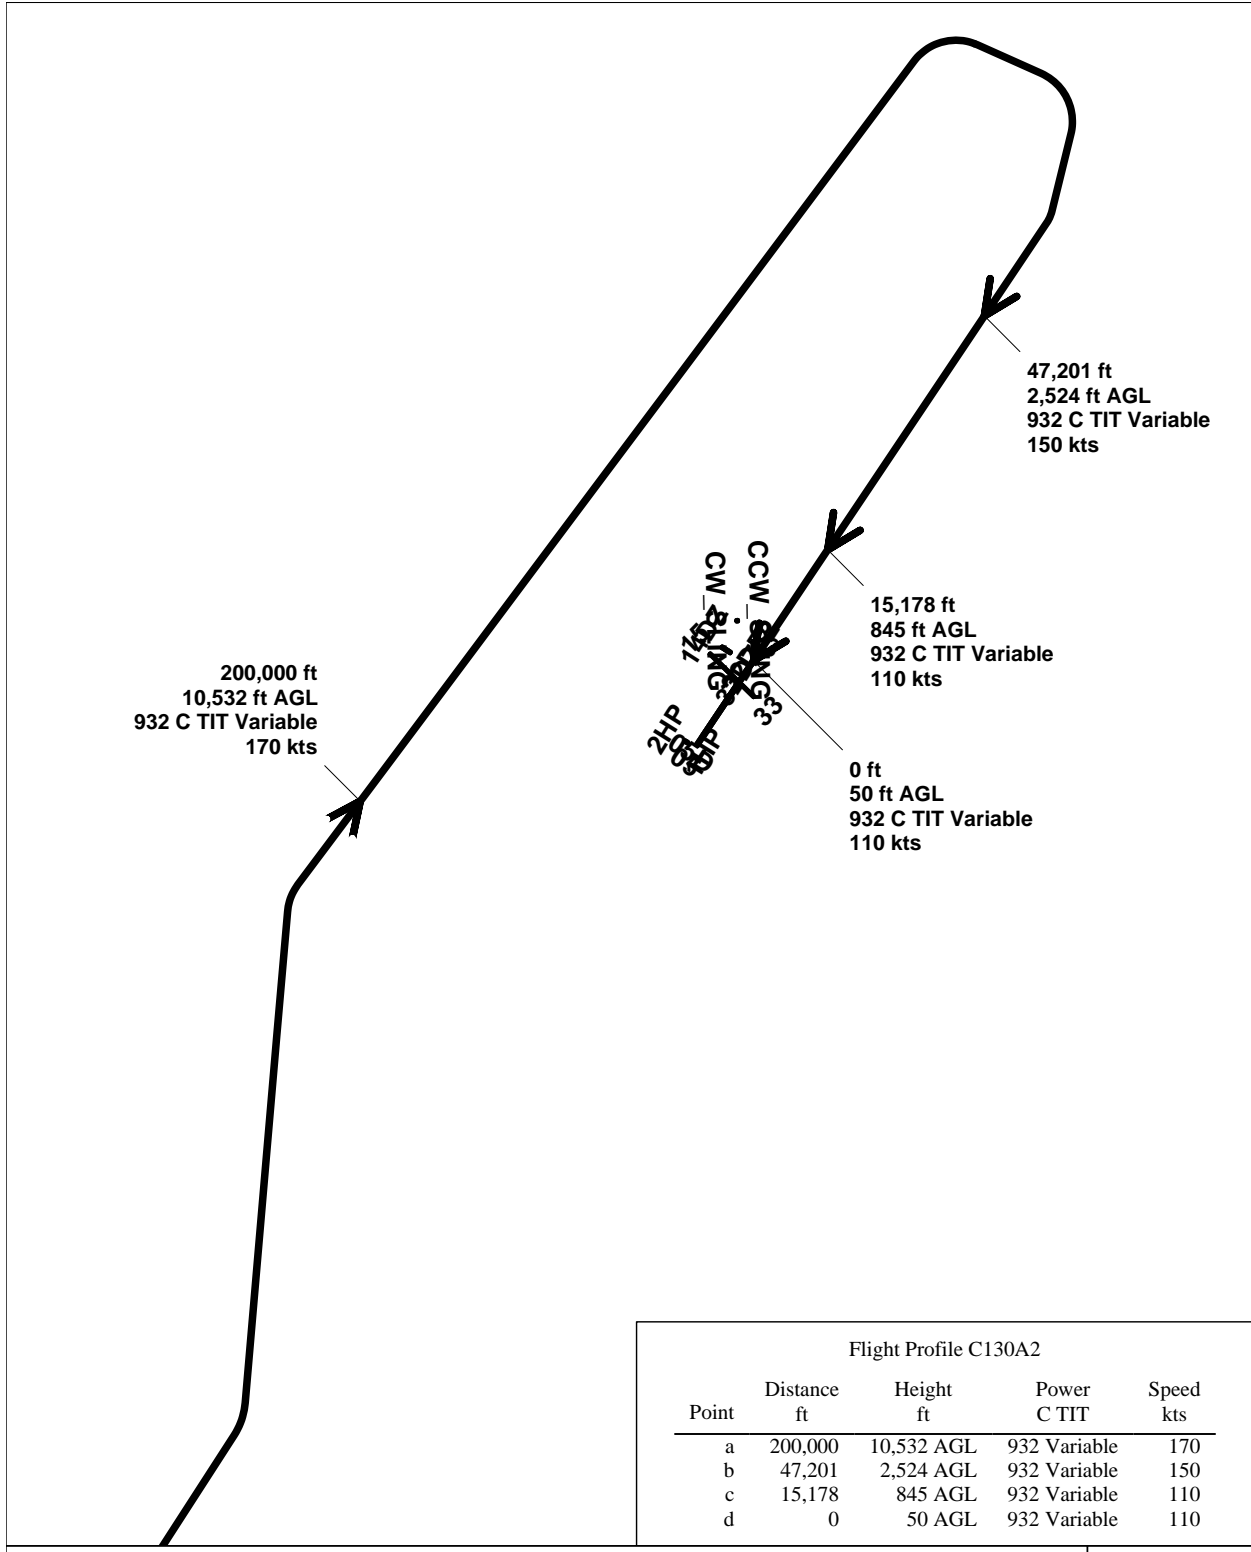 47,201 ft
2,524 ft AGL
932 C TIT Variable
150 kts
CW_SLING
CCW_SLING
15,178 ft
845 ft AGL
932 C TIT Variable
110 kts
200,000 ft
10,532 ft AGL
932 C TIT Variable
170 kts
33
2HP
0 ft
50 ft AGL
932 C TIT Variable
110 kts
Flight Profile C130A2
Point Distance ft Height ft Power C TIT Speed kts
a 200,000 10,532 AGL 932 Variable 170
b 47,201 2,524 AGL 932 Variable 150
c 15,178 845 AGL 932 Variable 110
d 0 50 AGL 932 Variable 110